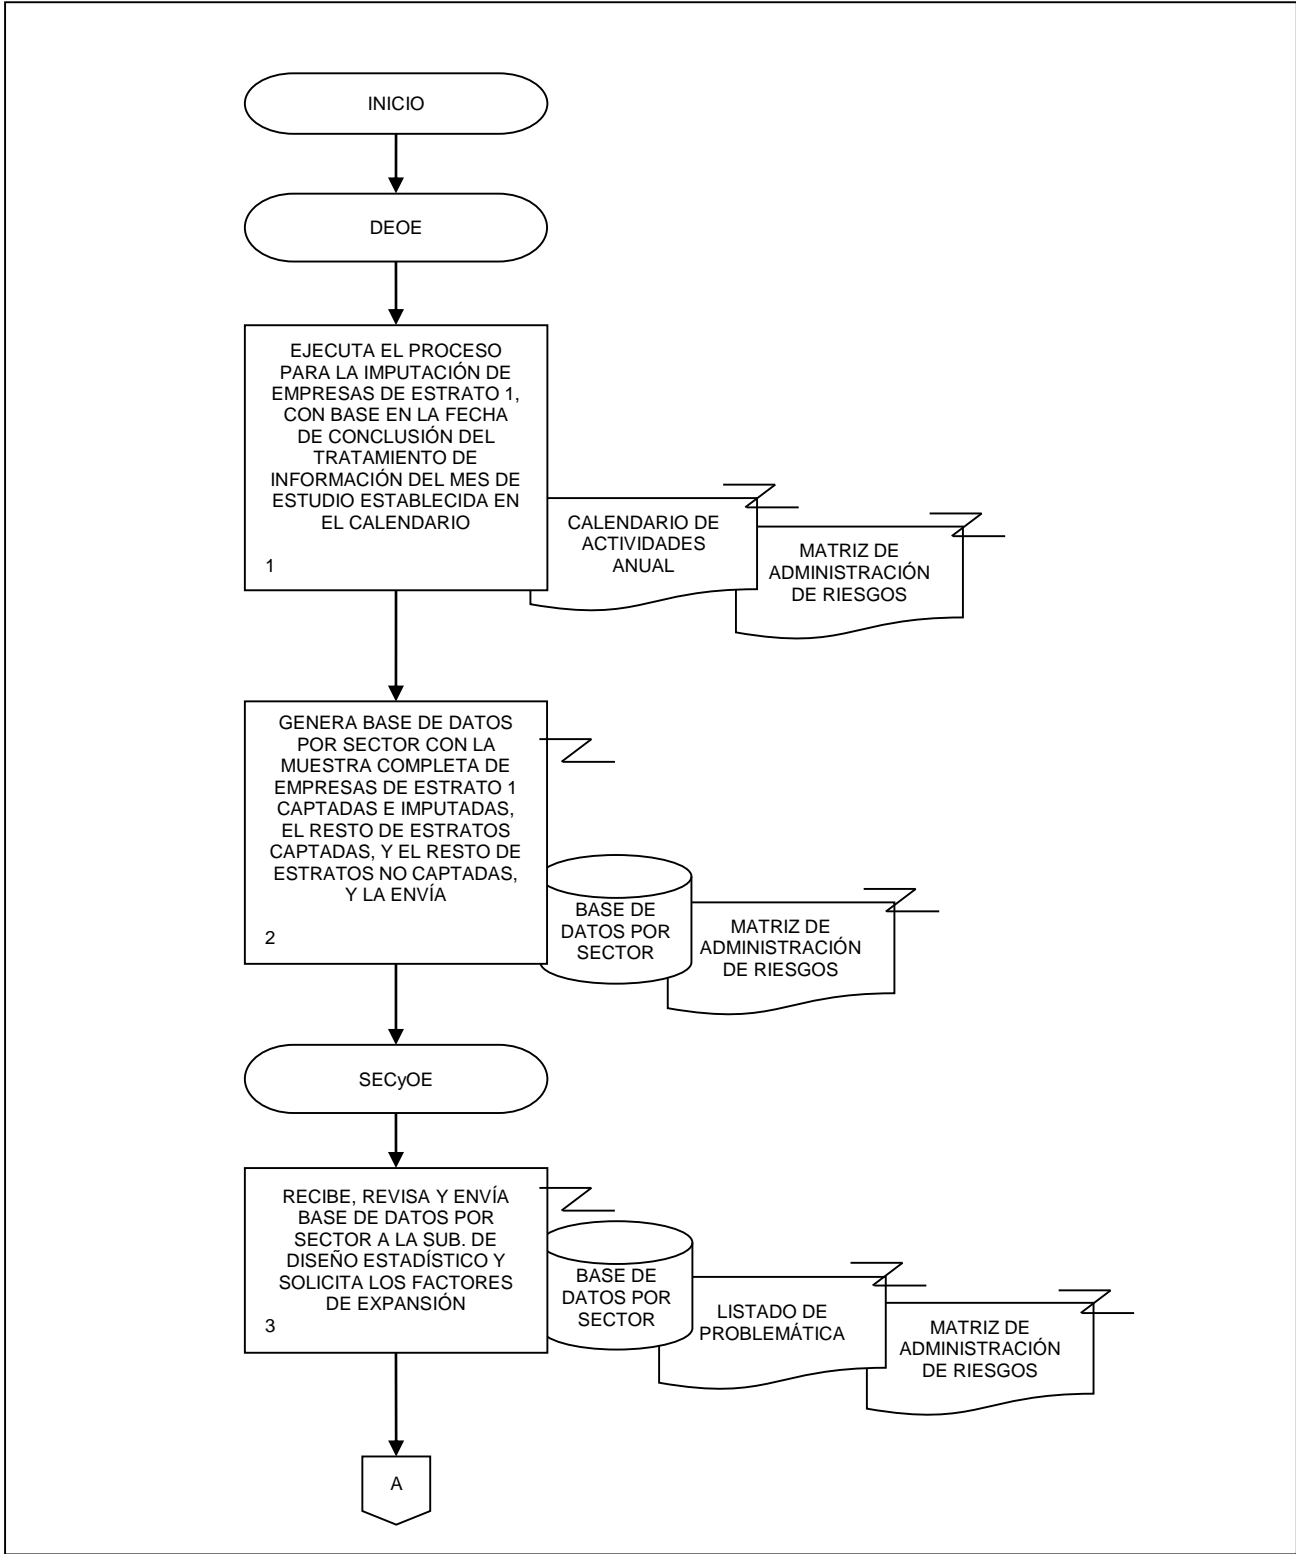 INICIO
DEOE
EJECUTA EL PROCESO
PARA LA IMPUTACIÓN DE
EMPRESAS DE ESTRATO 1,
CON BASE EN LA FECHA
DE CONCLUSIÓN DEL
TRATAMIENTO DE
INFORMACIÓN DEL MES DE
ESTUDIO ESTABLECIDA EN
EL CALENDARIO
1
CALENDARIO DE
ACTIVIDADES
ANUAL
MATRIZ DE
ADMINISTRACIÓN
DE RIESGOS
GENERA BASE DE DATOS
POR SECTOR CON LA
MUESTRA COMPLETA DE
EMPRESAS DE ESTRATO 1
CAPTADAS E IMPUTADAS,
EL RESTO DE ESTRATOS
CAPTADAS, Y EL RESTO DE
ESTRATOS NO CAPTADAS,
Y LA ENVÍA
2
BASE DE
DATOS POR
SECTOR
MATRIZ DE
ADMINISTRACIÓN
DE RIESGOS
SECyOE
RECIBE, REVISA Y ENVÍA
BASE DE DATOS POR
SECTOR A LA SUB. DE
DISEÑO ESTADÍSTICO Y
SOLICITA LOS FACTORES
DE EXPANSIÓN
3
BASE DE
DATOS POR
SECTOR
LISTADO DE
PROBLEMÁTICA
MATRIZ DE
ADMINISTRACIÓN
DE RIESGOS
A